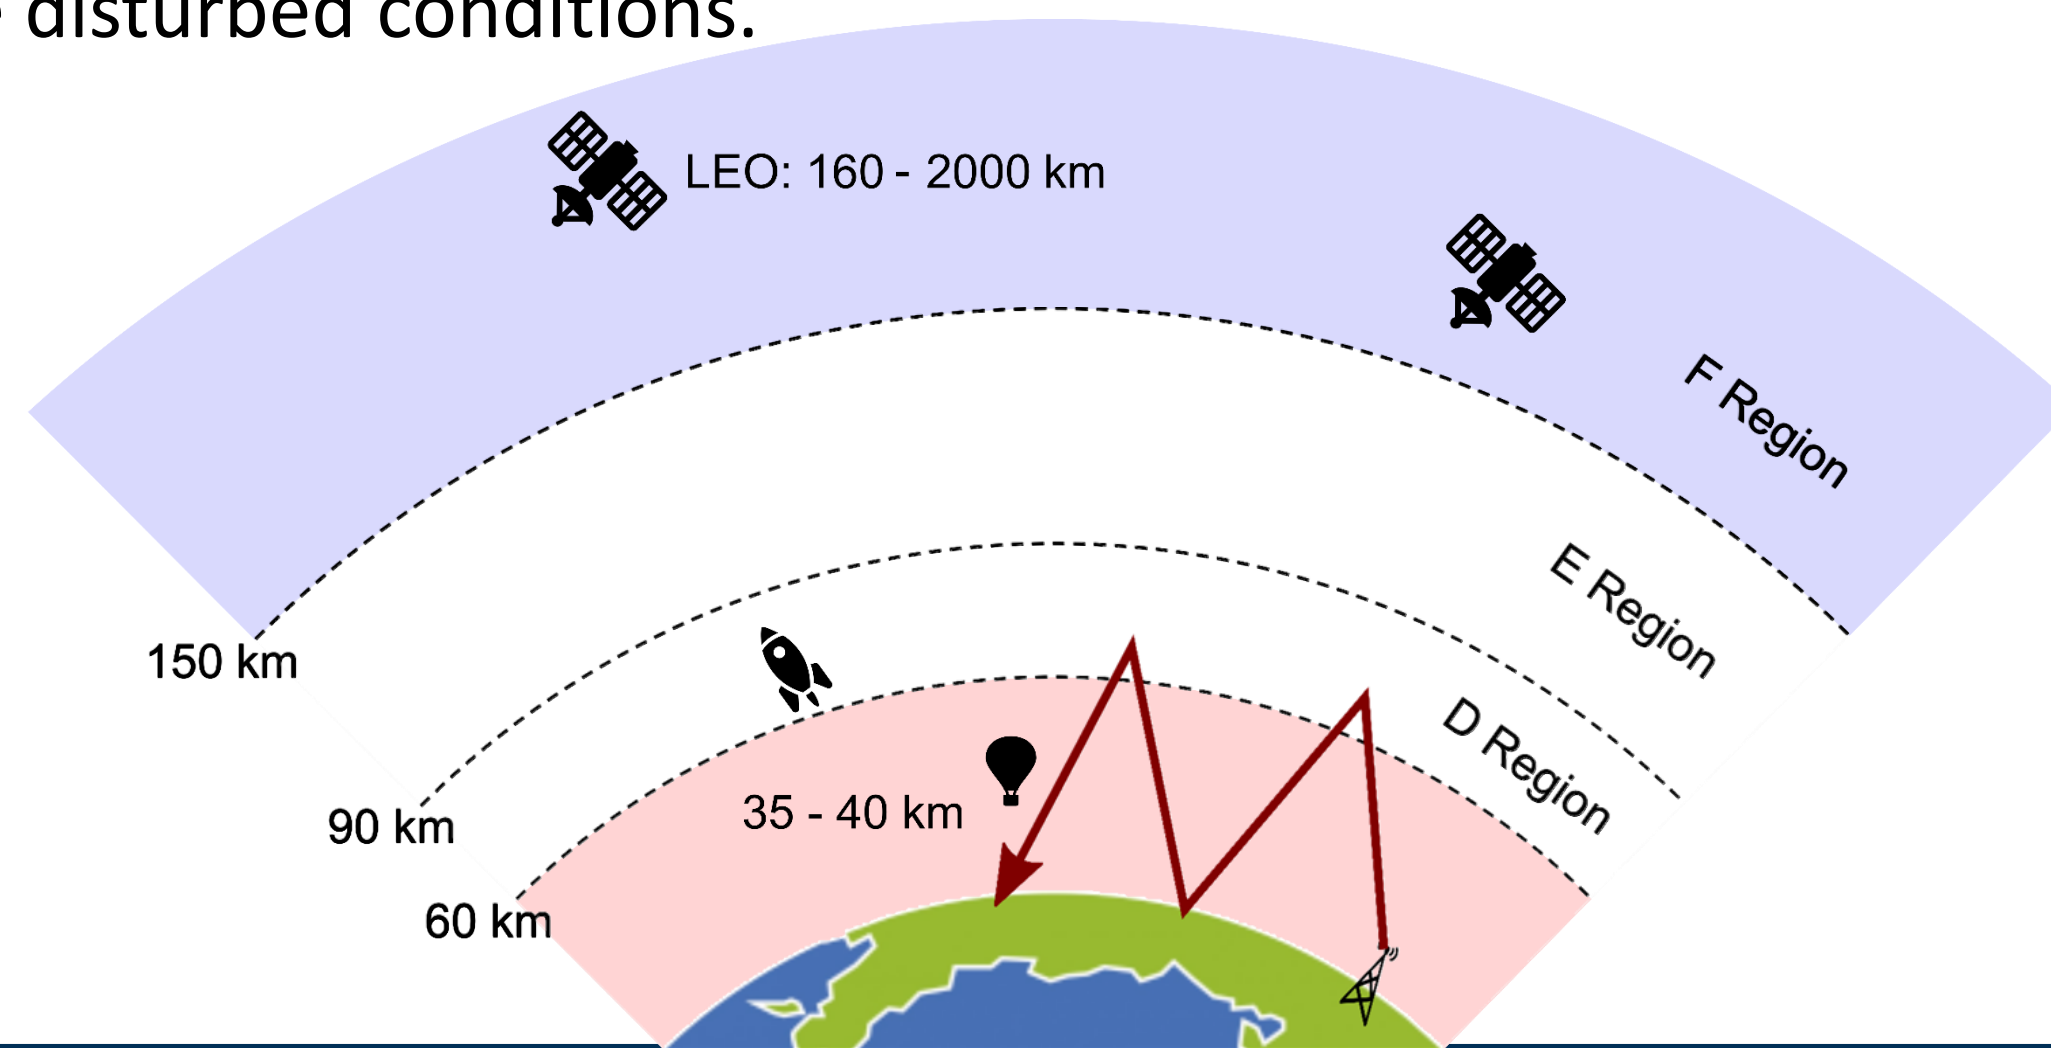 disturbed conditions.
LEO: 160 - 2000 km
F Region
E Region
150 km
D Region
35 - 40 km
90 km
60 km